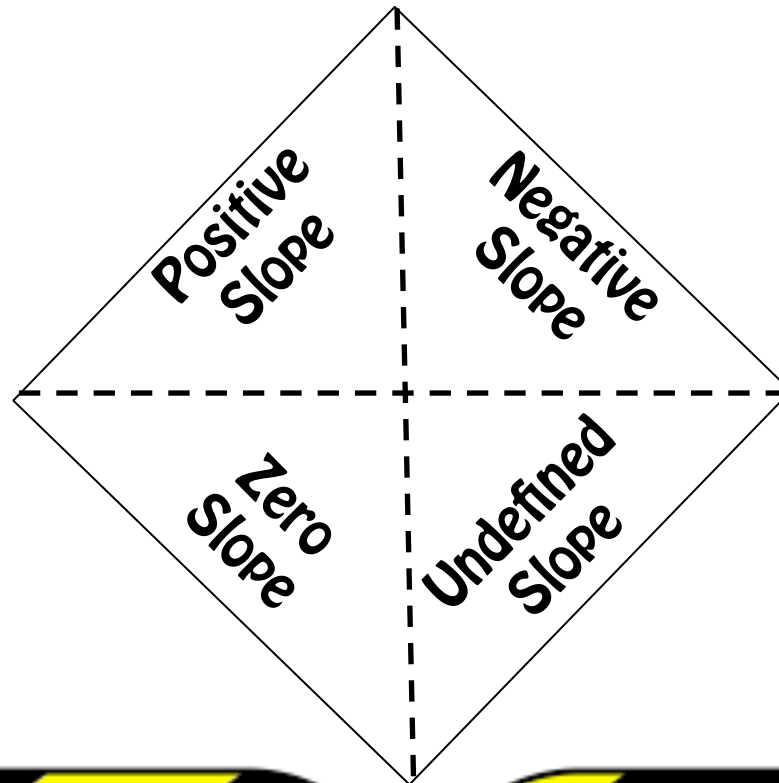 Positive
Slope
Negative
Slope
Zero
Slope
Undefined
Slope